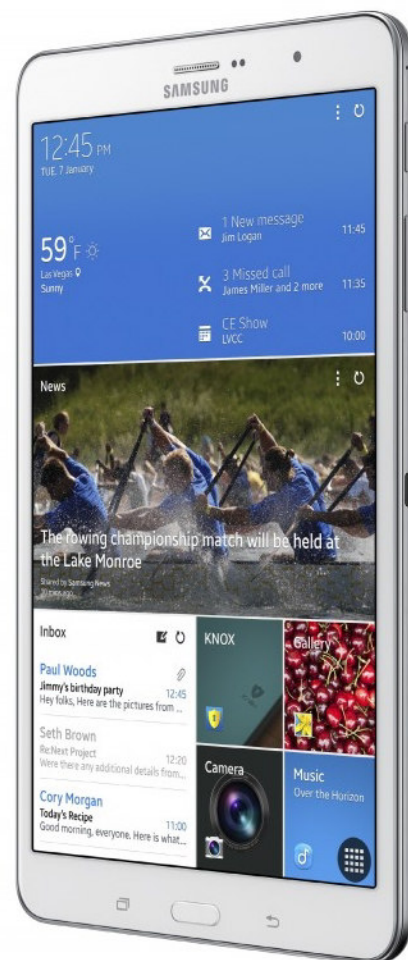 SAMSUNG
12:45 PM
TUE. 7 January
59°F
Las Vegas
Sunny
1 New message
Jim Logan
11:45
3 Missed call
James Miller and 2 more
11:35
CE Show
LVCC
10:00
News
The rowing championship match will be held at
the Lake Monroe
Shared by Samsung News
Inbox
Paul Woods
Jimmy's birthday party
12:45
Hey folks, Here are the pictures from ...
Seth Brown
Re:Next Project
12:20
Were there any additional details from...
Cory Morgan
Today's Recipe
11:00
Good morning, everyone. Here is what...
KNOX
Gallery
Camera
Music
Over the Horizon